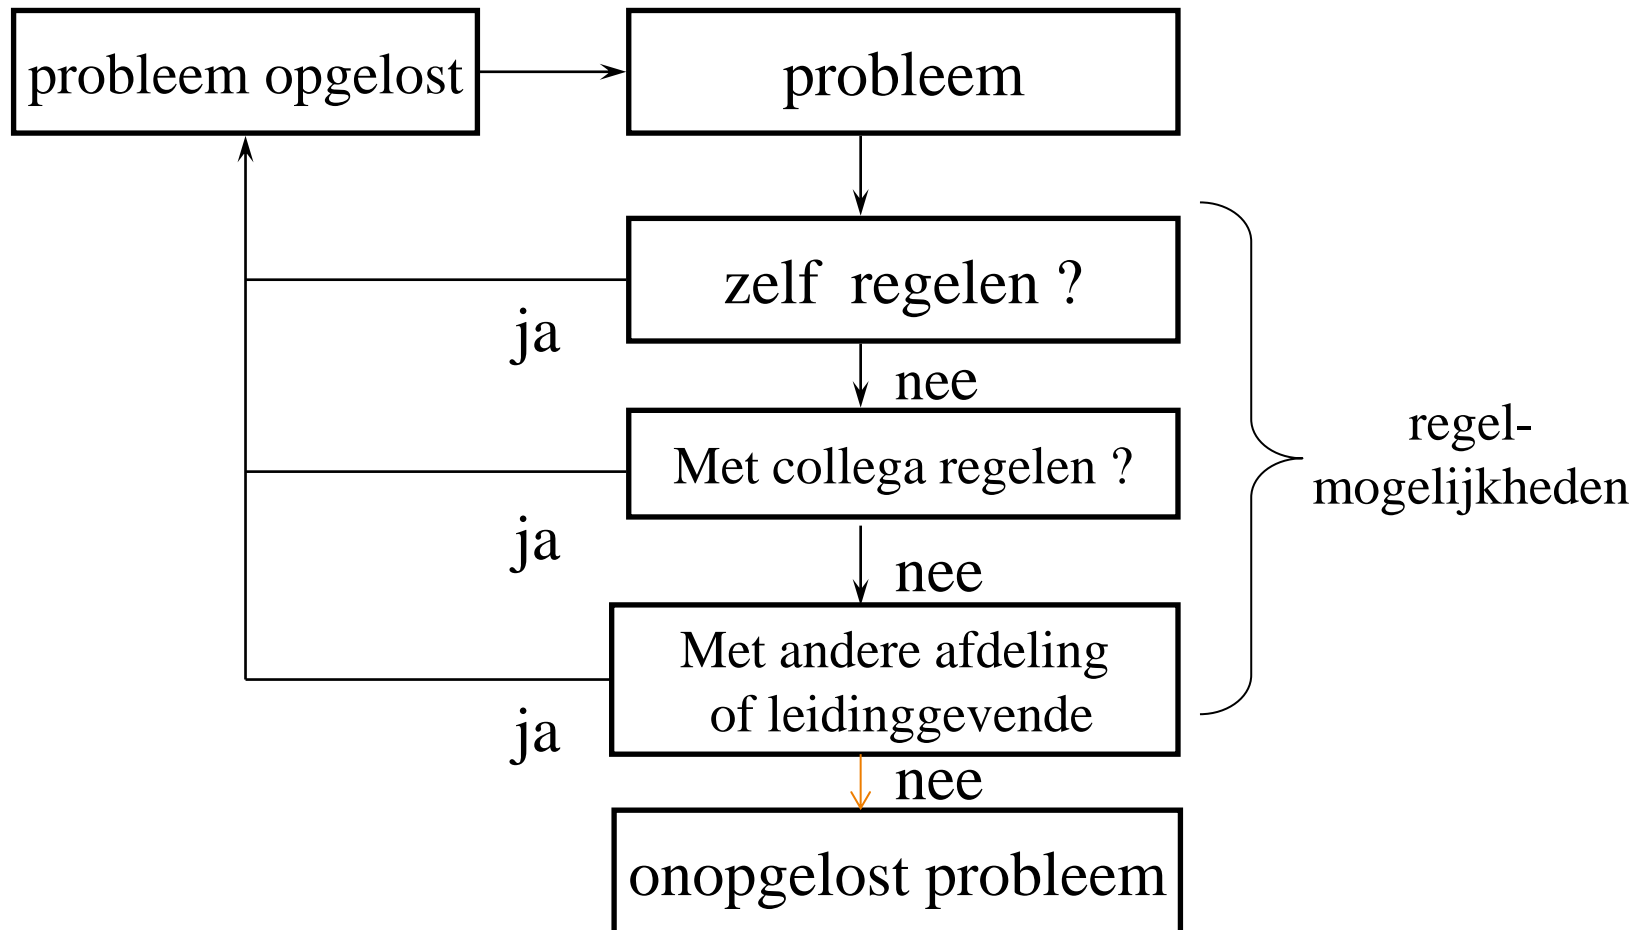 probleem opgelost
probleem
zelf regelen ?
ja
nee
Met collega regelen ?
regel-
mogelijkheden
ja
nee
Met andere afdeling
of leidinggevende
ja
nee
onopgelost probleem